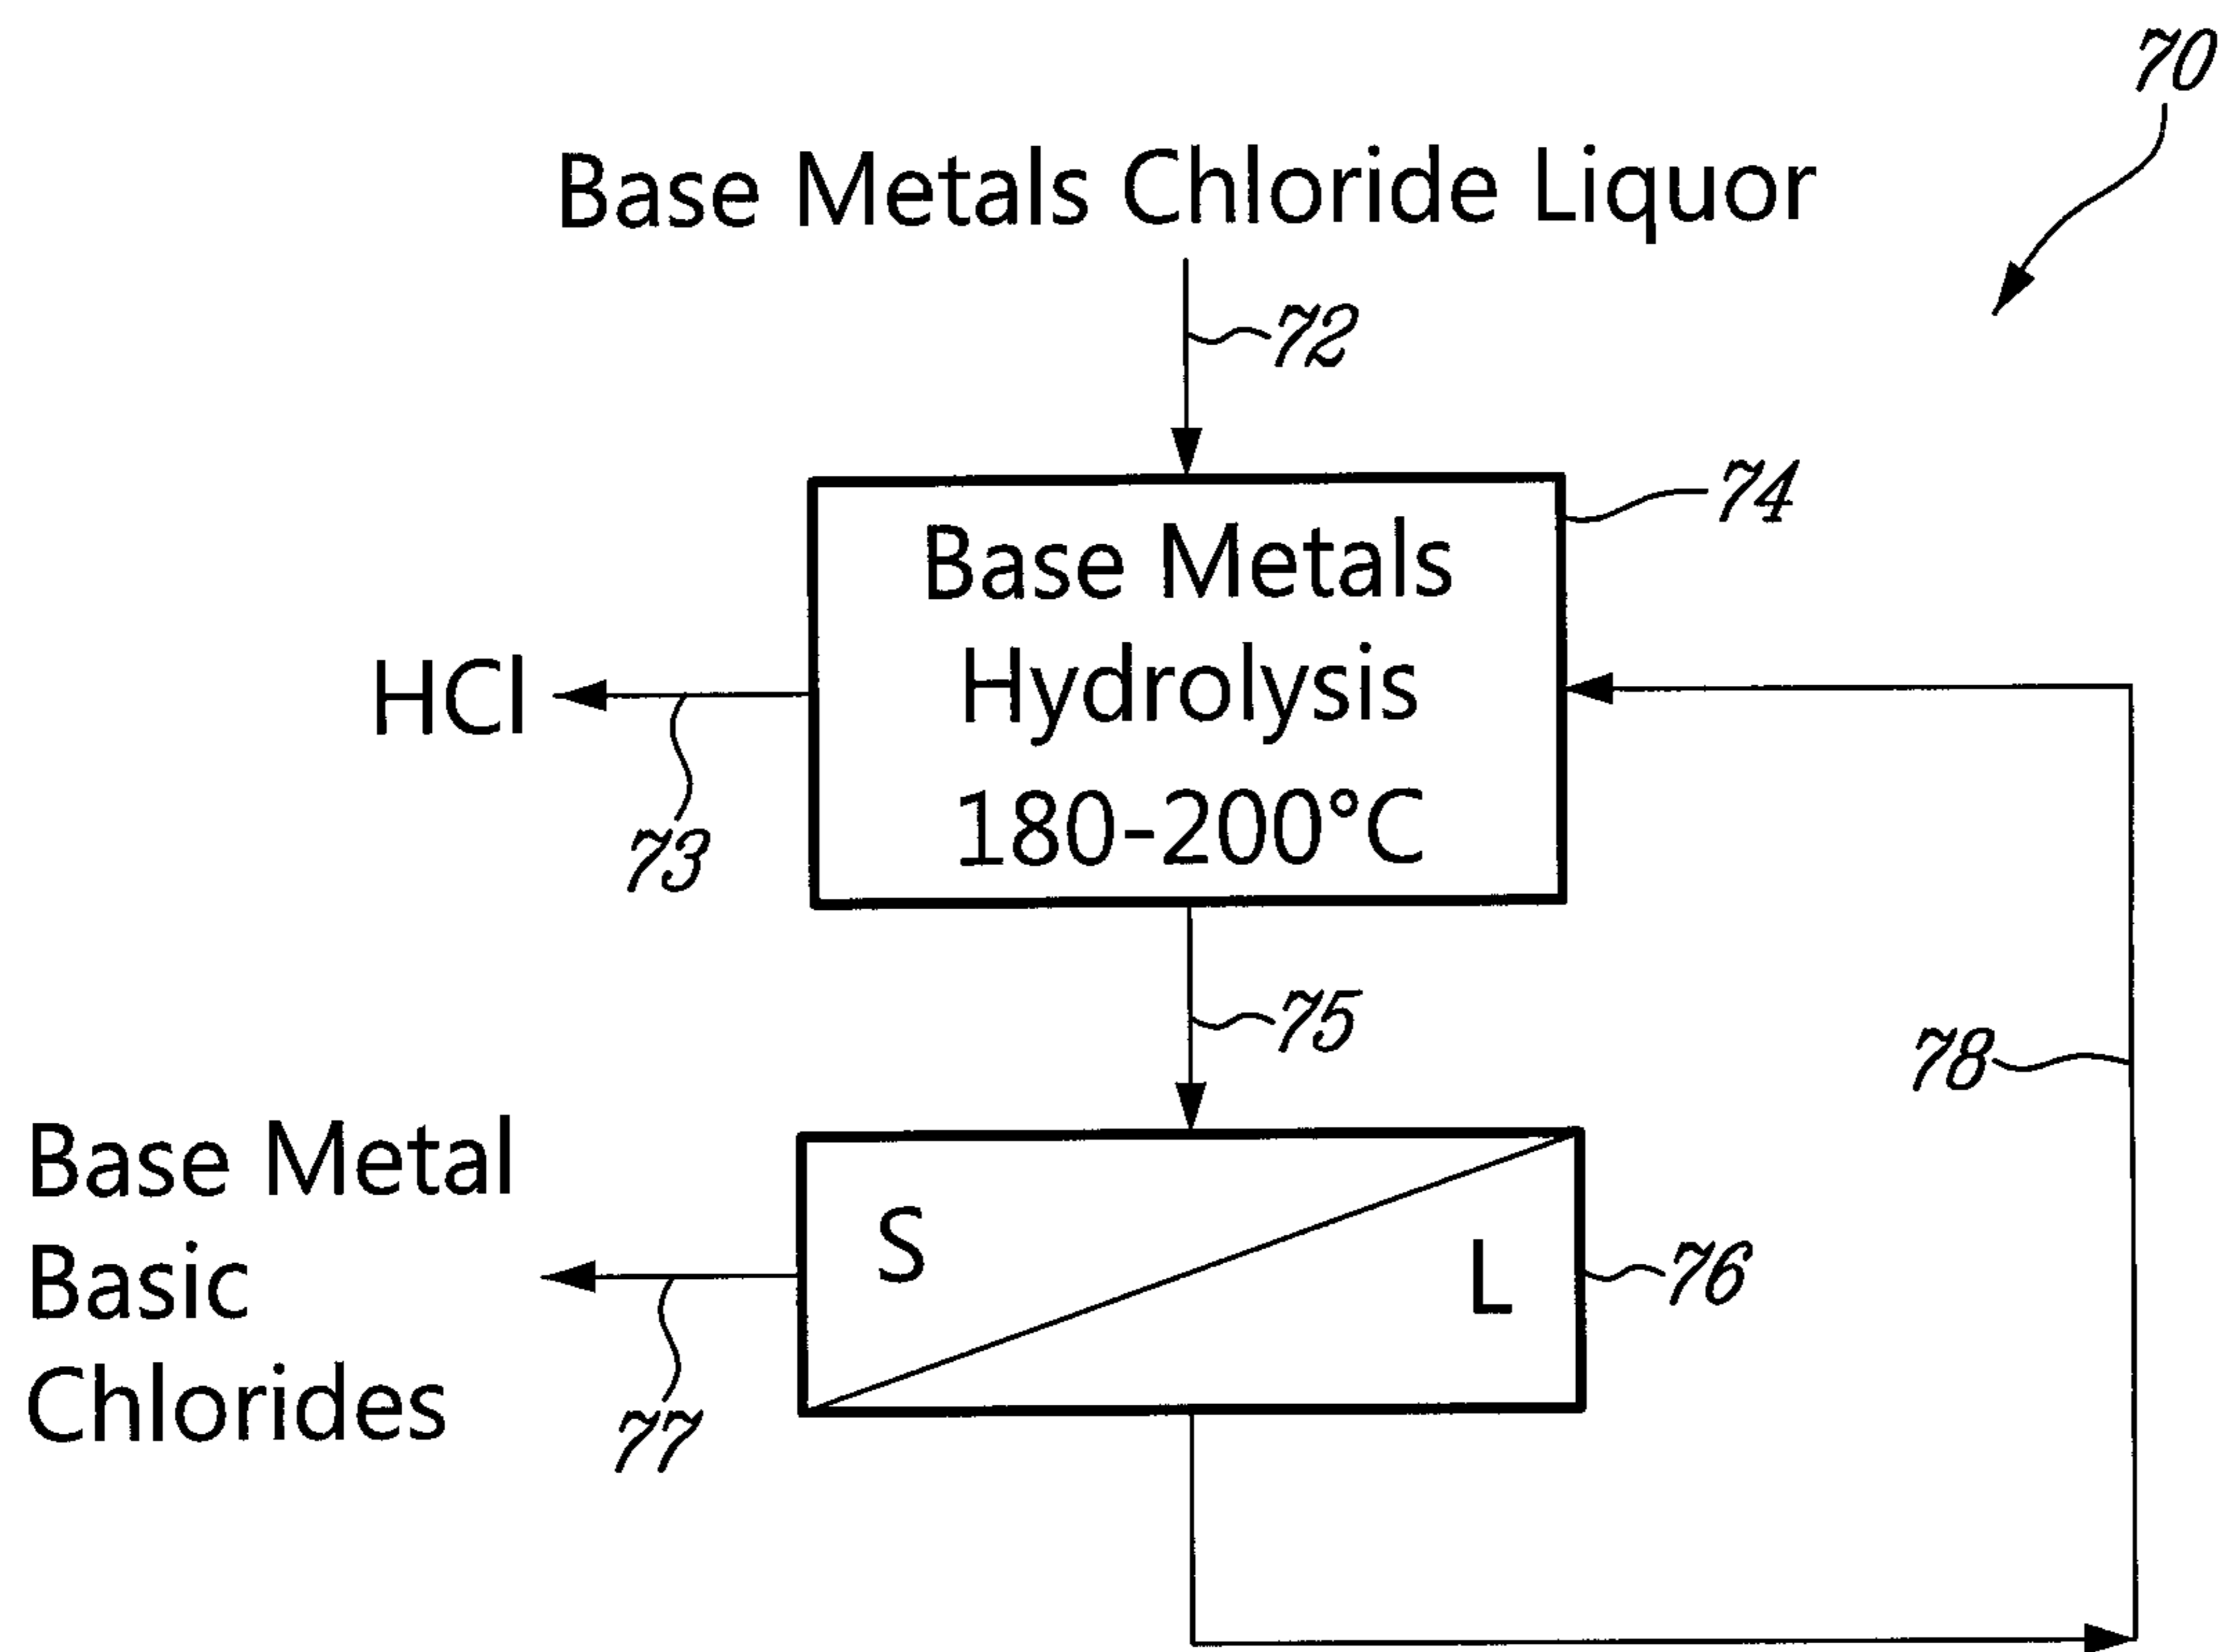 70
Base Metals Chloride Liquor
72
74
Base Metals
Hydrolysis
180-200°C
HCl
73
75
78
Base Metal
Basic
Chlorides
S
L
76
77